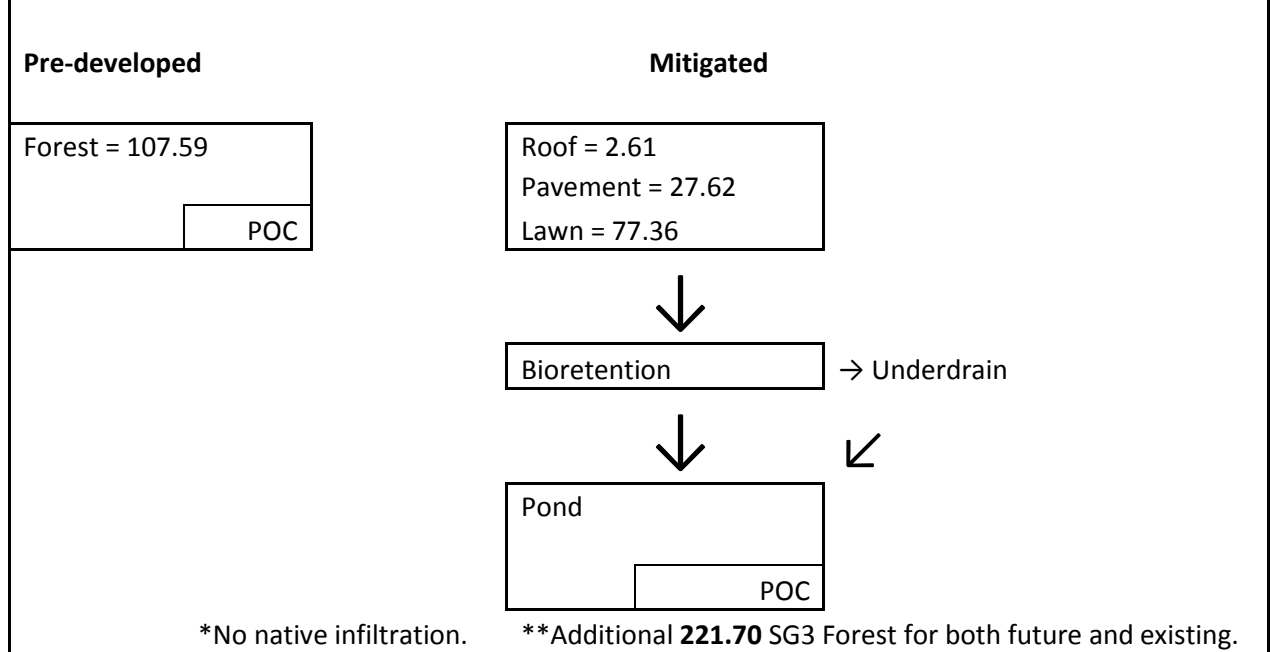 Pre-developed
Mitigated
Forest = 107.59
POC
Roof = 2.61
Pavement = 27.62
Lawn = 77.36
Bioretention
→ Underdrain
Pond
POC
*No native infiltration.
**Additional 221.70 SG3 Forest for both future and existing.